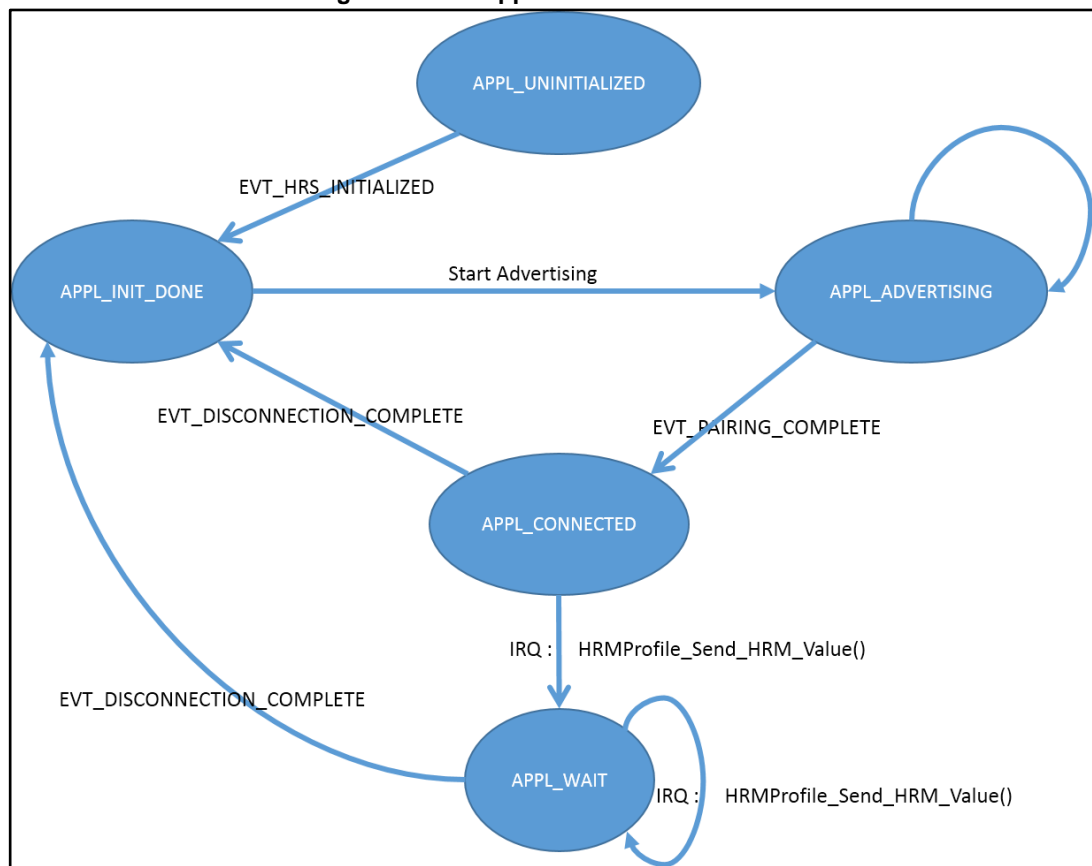 APPL_UNINITIALIZED
EVT_HRS_INITIALIZED
APPL_INIT_DONE
Start Advertising
APPL_ADVERTISING
EVT_DISCONNECTION_COMPLETE
EVT_PAIRING_COMPLETE
APPL_CONNECTED
IRQ : HRMProfile_Send_HRM_Value()
EVT_DISCONNECTION_COMPLETE
APPL_WAIT
IRQ : HRMProfile_Send_HRM_Value()